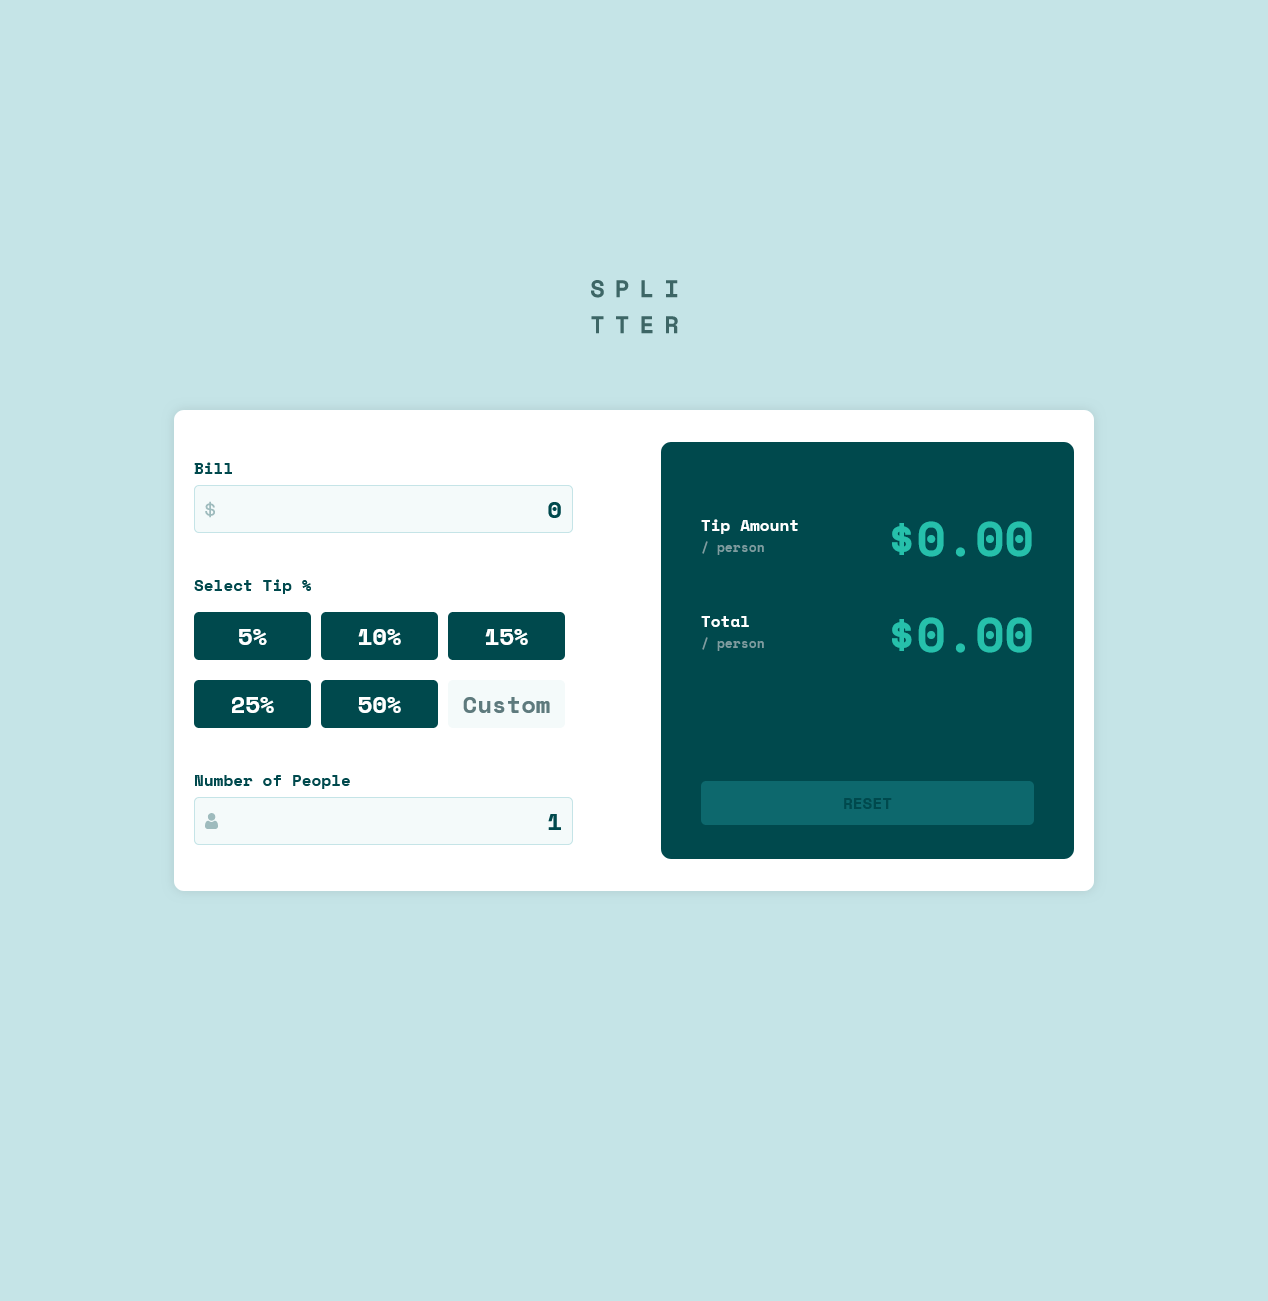 SPLI
TTER
Bill
$ 0
Select Tip %
5% 10% 15%
25% 50% Custom
Number of People
1
Tip Amount
/ person
$0.00
Total
/ person
$0.00
RESET